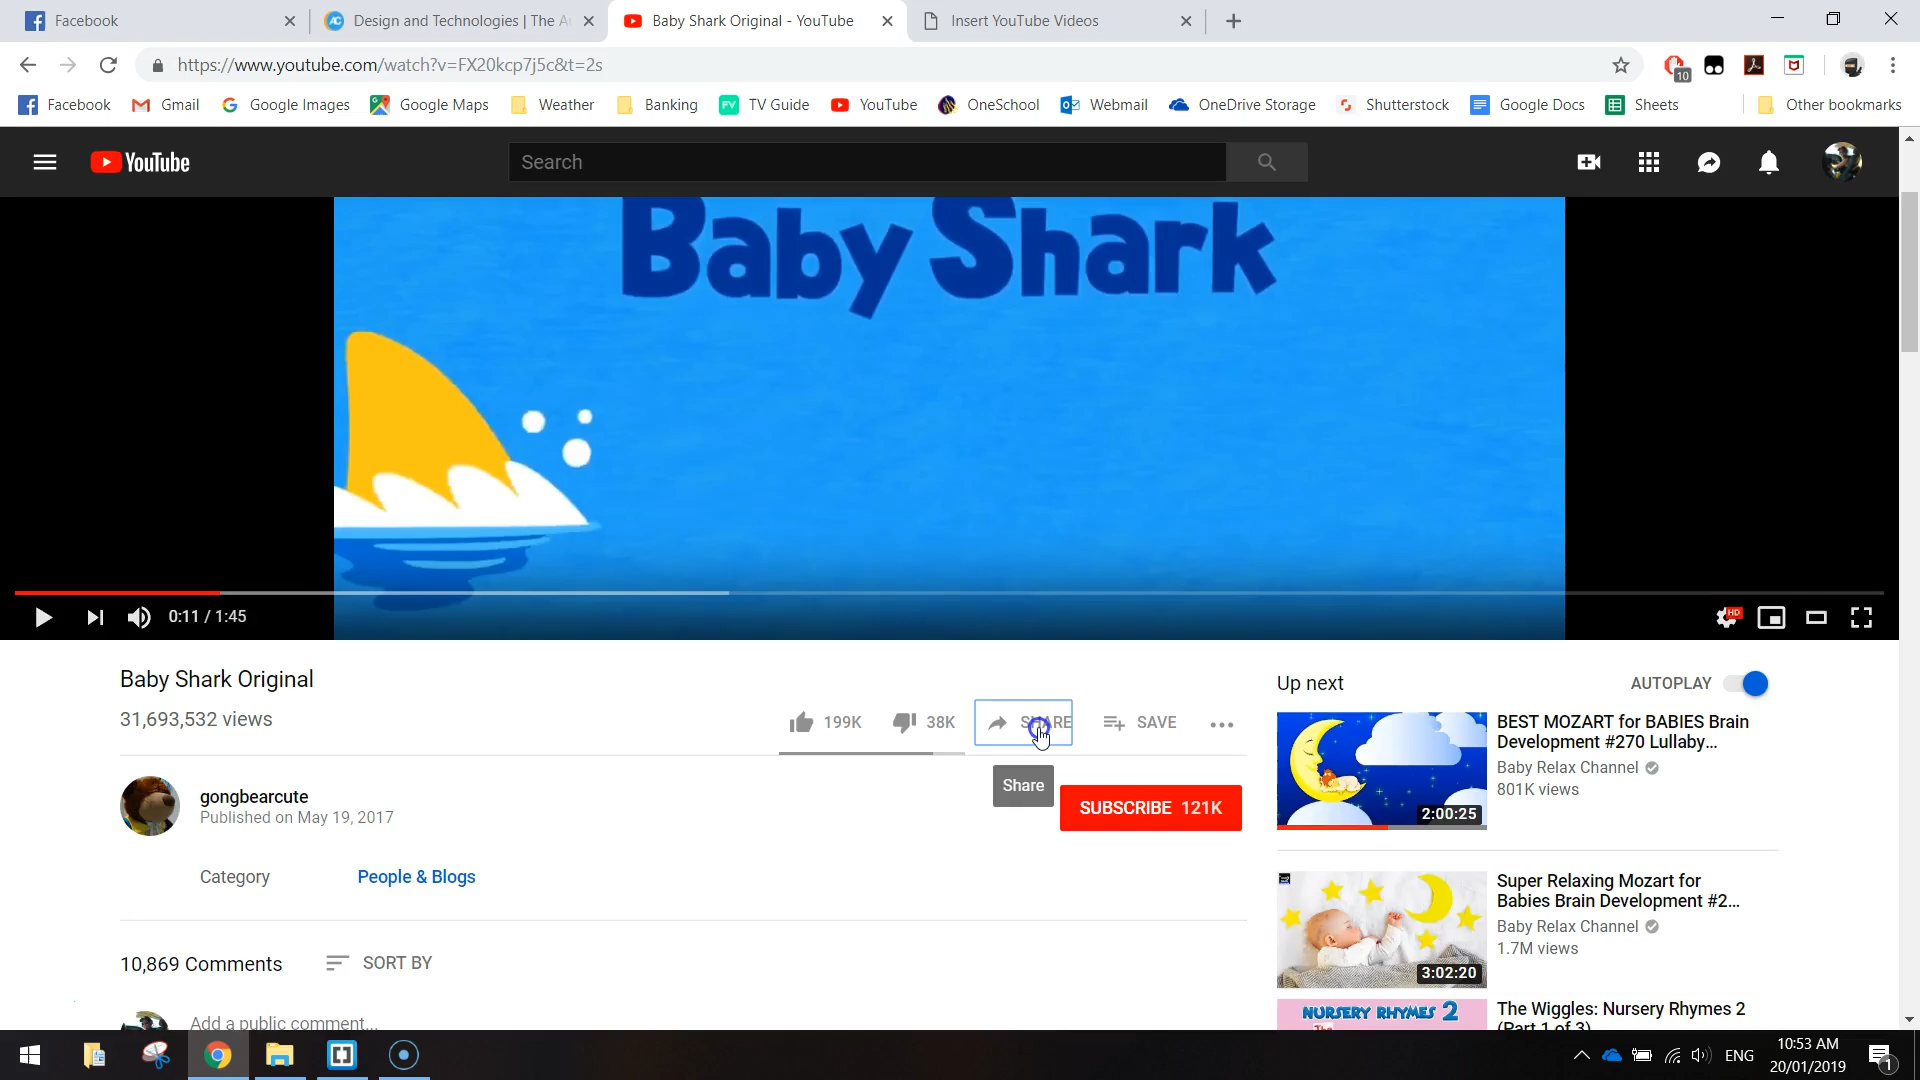 Facebook
Design and Technologies | The A
Baby Shark Original - YouTube
Insert YouTube Videos
https://www.youtube.com/watch?v=FX20kcp7j5c&t=2s
10
Facebook
Gmail
Google Images
Google Maps
Weather
Banking
FV
TV Guide
YouTube
OneSchool
Webmail
OneDrive Storage
Shutterstock
Google Docs
Sheets
Other bookmarks
YouTube
Search
Baby Shark
0:11 / 1:45
HD
Baby Shark Original
31,693,532 views
199K
38K
SHARE
SAVE
Share
gongbearcute
Published on May 19, 2017
SUBSCRIBE 121K
Category
People & Blogs
10,869 Comments
SORT BY
Add a public comment...
Up next
AUTOPLAY
2:00:25
BEST MOZART for BABIES Brain
Development #270 Lullaby...
Baby Relax Channel
801K views
3:02:20
Super Relaxing Mozart for
Babies Brain Development #2...
Baby Relax Channel
1.7M views
NURSERY RHYMES 2
The Wiggles: Nursery Rhymes 2
(Part 1 of 3)
ENG
10:53 AM
20/01/2019
1